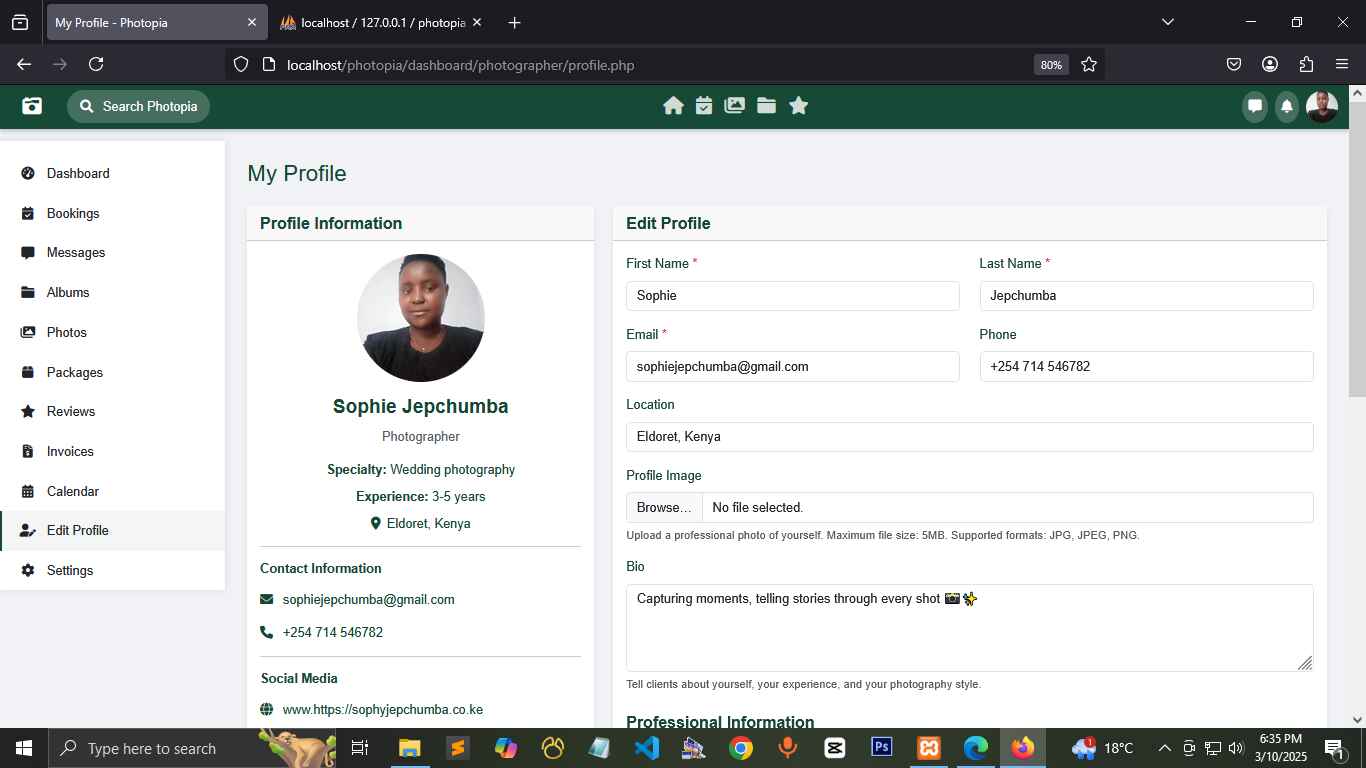 My Profile - Photopia
localhost / 127.0.0.1 / photopia
localhost/photopia/dashboard/photographer/profile.php
80%
Search Photopia
Dashboard
Bookings
Messages
Albums
Photos
Packages
Reviews
Invoices
Calendar
Edit Profile
Settings
My Profile
Profile Information
Sophie Jepchumba
Photographer
Specialty: Wedding photography
Experience: 3-5 years
Eldoret, Kenya
Contact Information
sophiejepchumba@gmail.com
+254 714 546782
Social Media
www.https://sophyjepchumba.co.ke
Edit Profile
First Name * Last Name *
Sophie Jepchumba
Email * Phone
sophiejepchumba@gmail.com +254 714 546782
Location
Eldoret, Kenya
Profile Image
Browse... No file selected.
Upload a professional photo of yourself. Maximum file size: 5MB. Supported formats: JPG, JPEG, PNG.
Bio
Capturing moments, telling stories through every shot 📸✨
Tell clients about yourself, your experience, and your photography style.
Professional Information
Type here to search
Ps
1
18°C
6:35 PM
3/10/2025
1